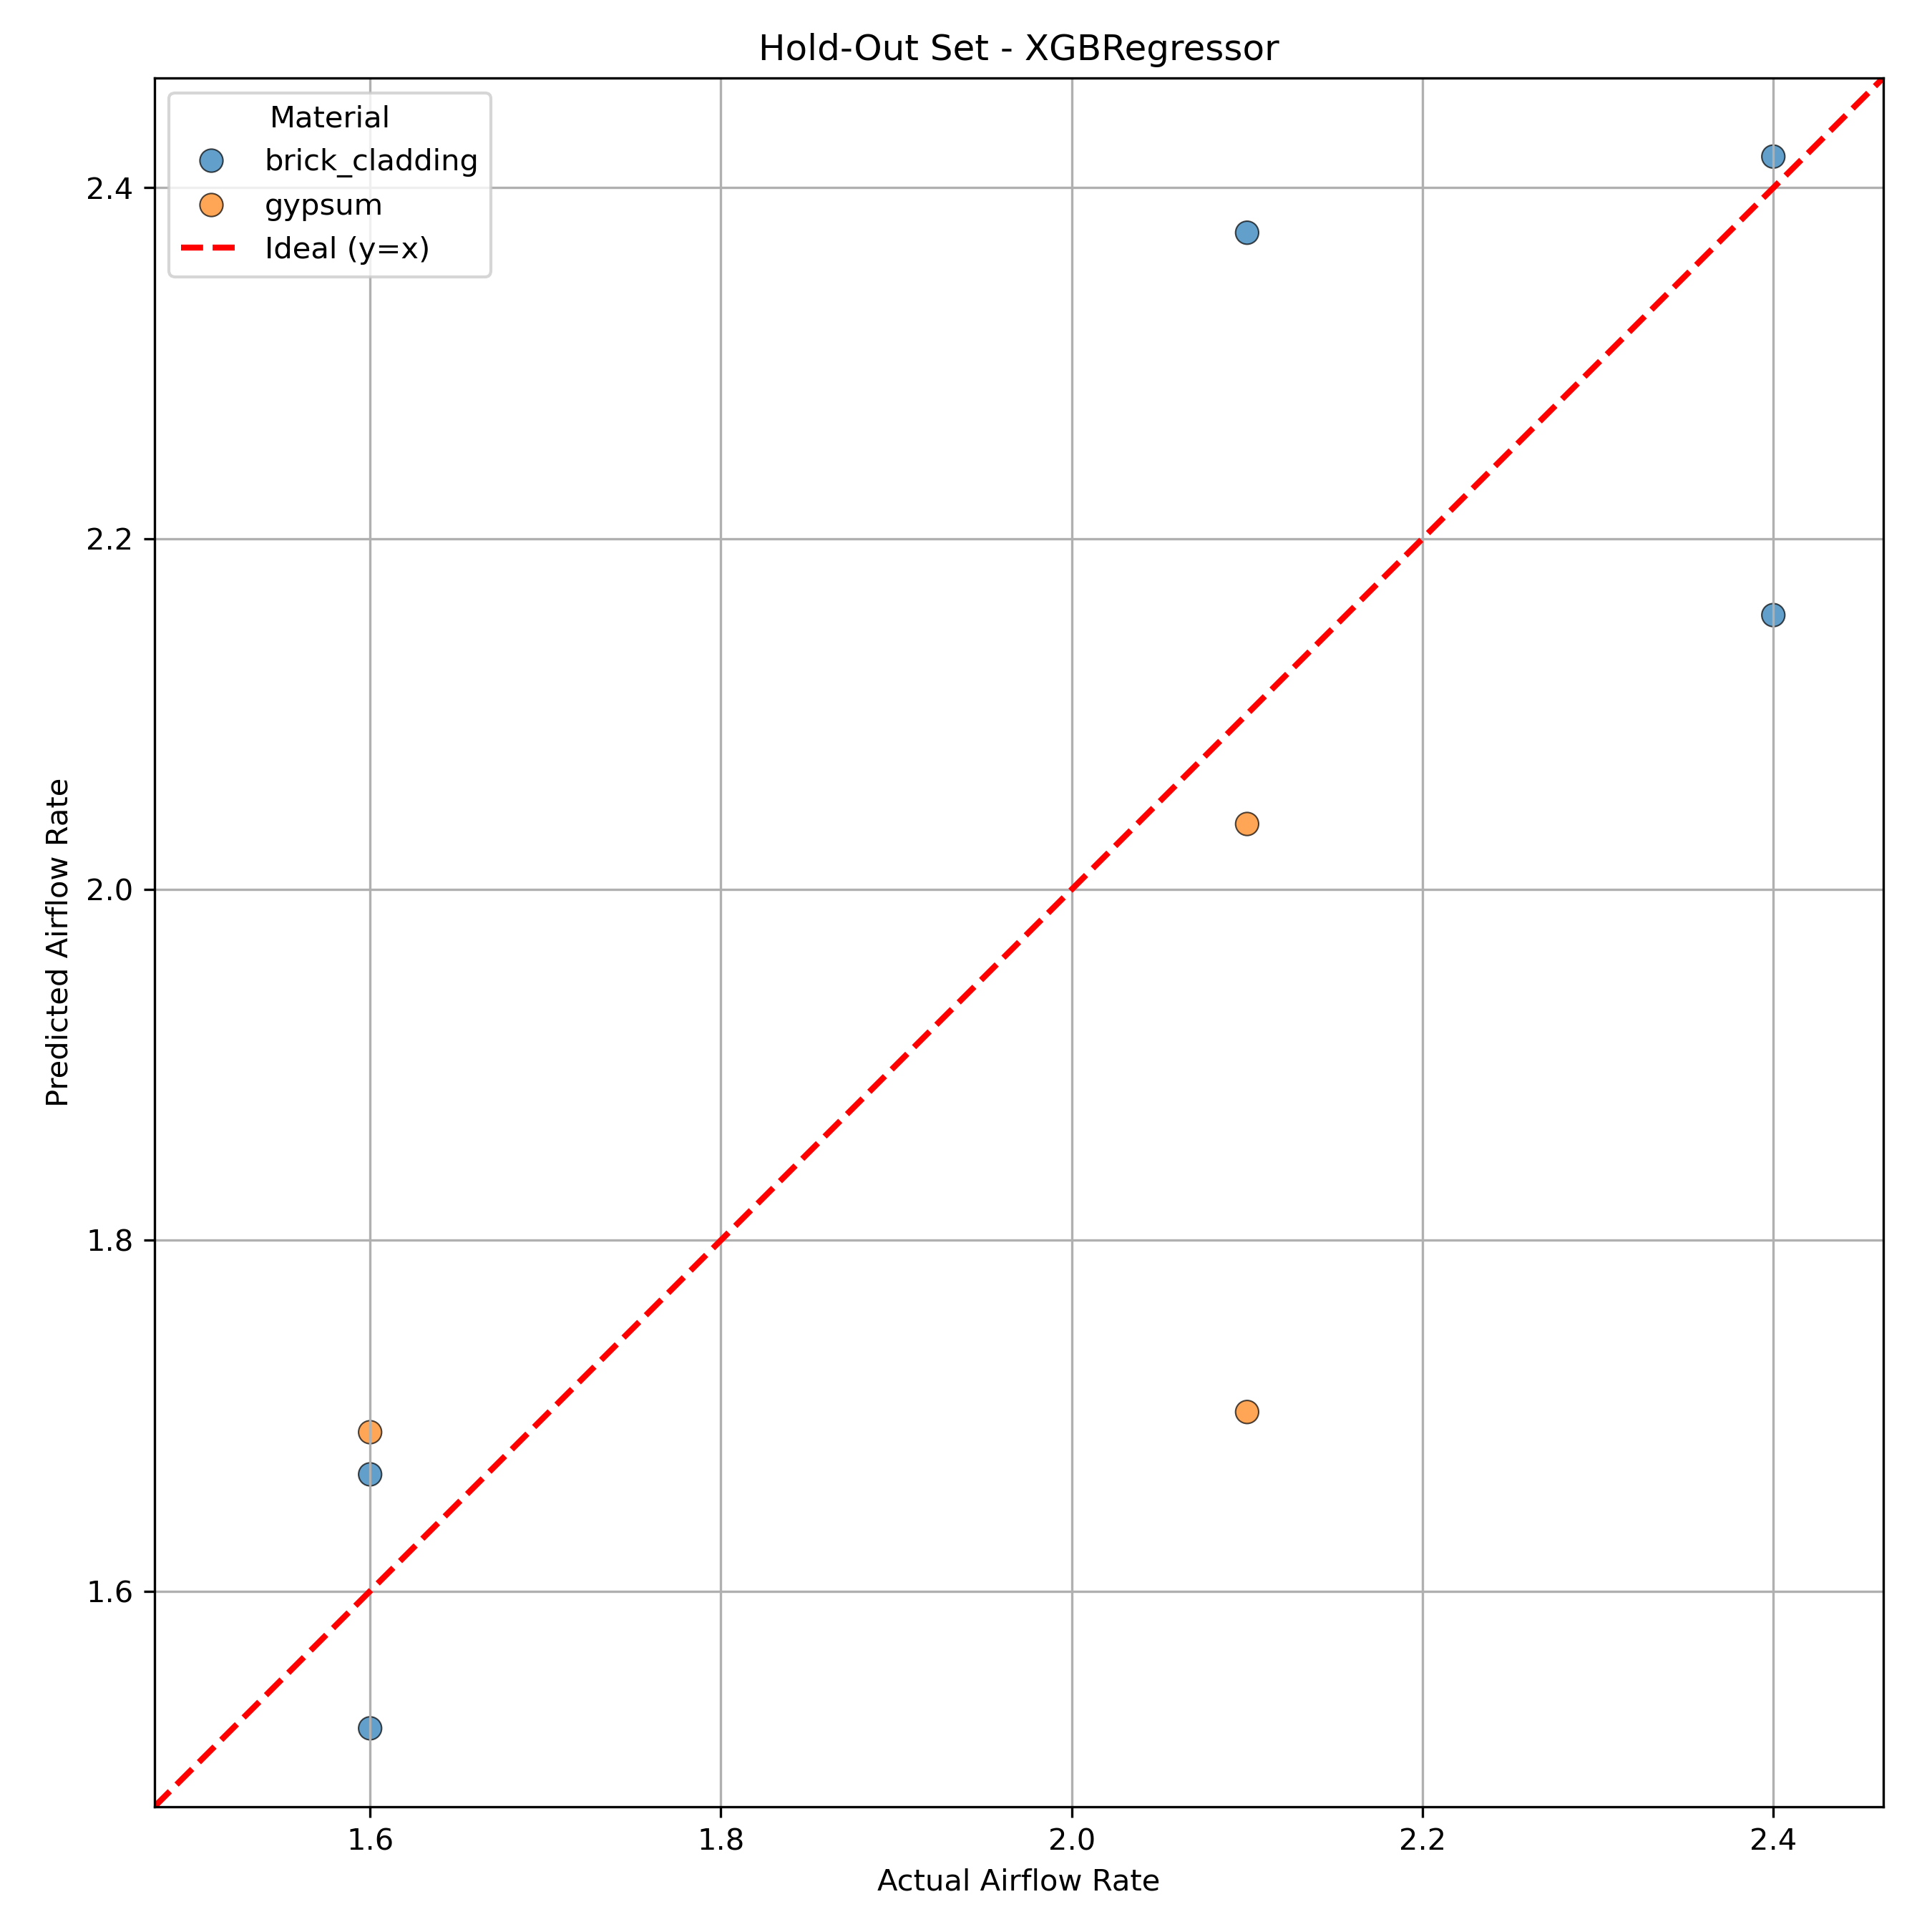 Hold-Out Set - XGBRegressor
Material
brick_cladding
gypsum
Ideal (y=x)
2.4
2.2
2.0
1.8
1.6
Predicted Airflow Rate
1.6 1.8 2.0 2.2 2.4
Actual Airflow Rate